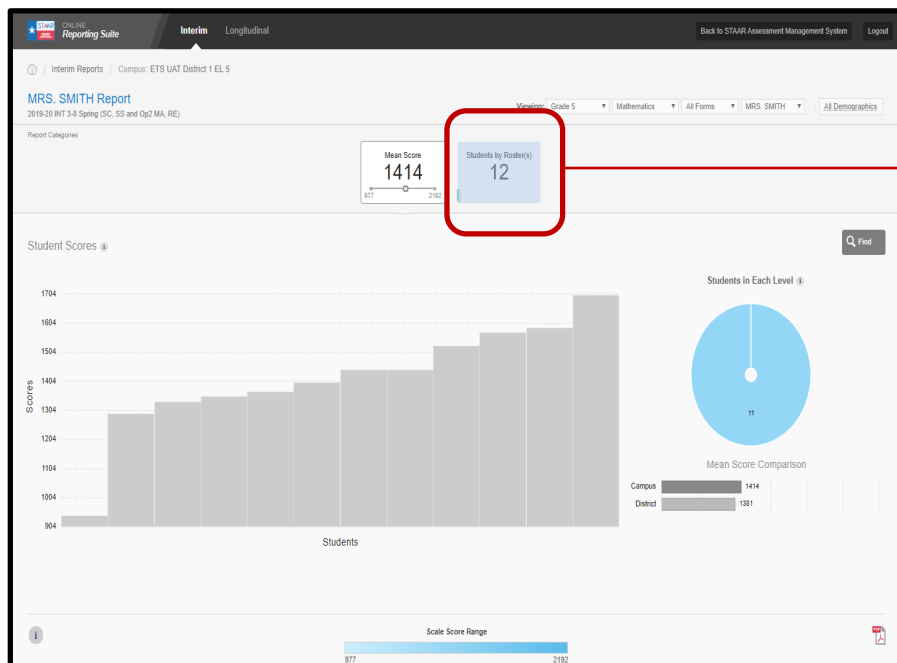 STAAR
ONLINE
Reporting Suite
Interim
Longitudinal
Back to STAAR Assessment Management System
Logout
/ Interim Reports / Campus: ETS UAT District 1 EL 5
MRS. SMITH Report
2019-20 INT 3-8 Spring (SC, SS and Op2 MA, RE)
Viewing: Grade 5 Mathematics All Forms MRS. SMITH All Demographics
Report Categories
Mean Score
1414
977 2192
Students by Roster(s)
12
Student Scores i
Find
Scores
1704
1604
1504
1404
1304
1204
1104
1004
904
Students
Students in Each Level i
11
Mean Score Comparison
Campus 1414
District 1381
i
Scale Score Range
977 2192
PDF